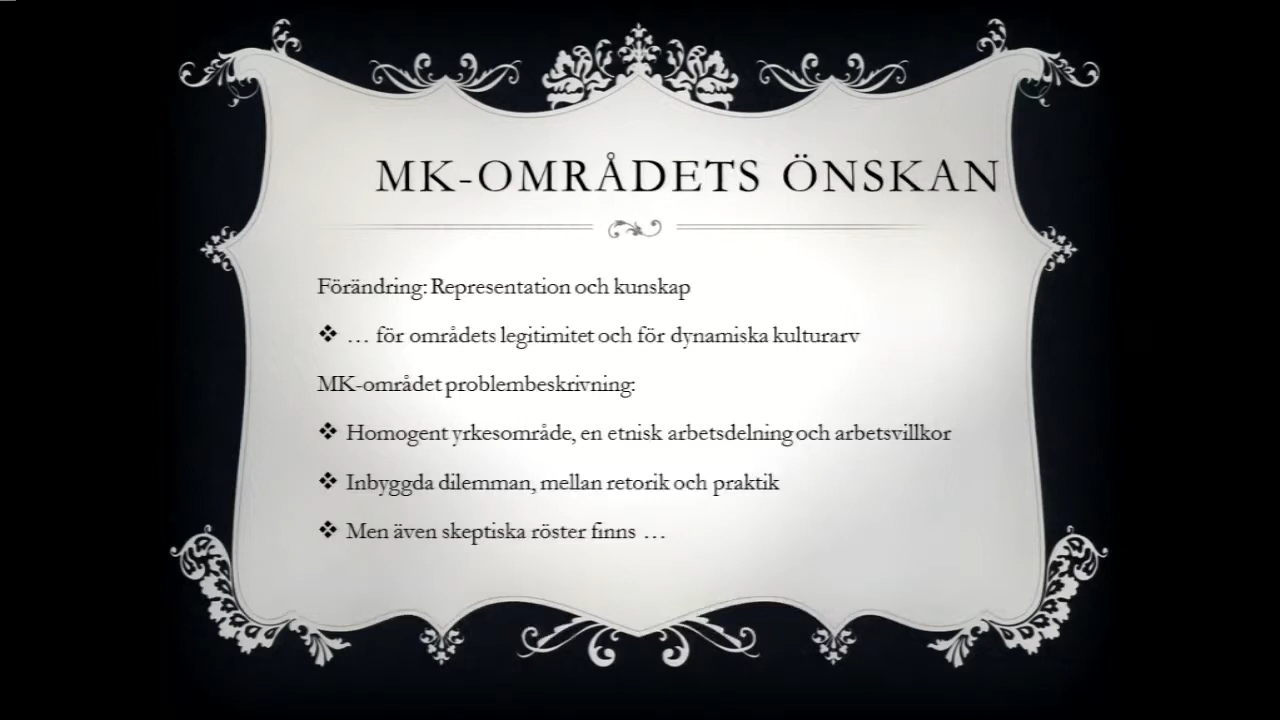 MK-OMRÅDETS ÖNSKAN
Förändring: Representation och kunskap
❖ … för områdets legitimitet och för dynamiska kulturarv
MK-området problembeskrivning:
❖ Homogent yrkesområde, en etnisk arbetsdelning och arbetsvillkor
❖ Inbyggda dilemman, mellan retorik och praktik
❖ Men även skeptiska röster finns …